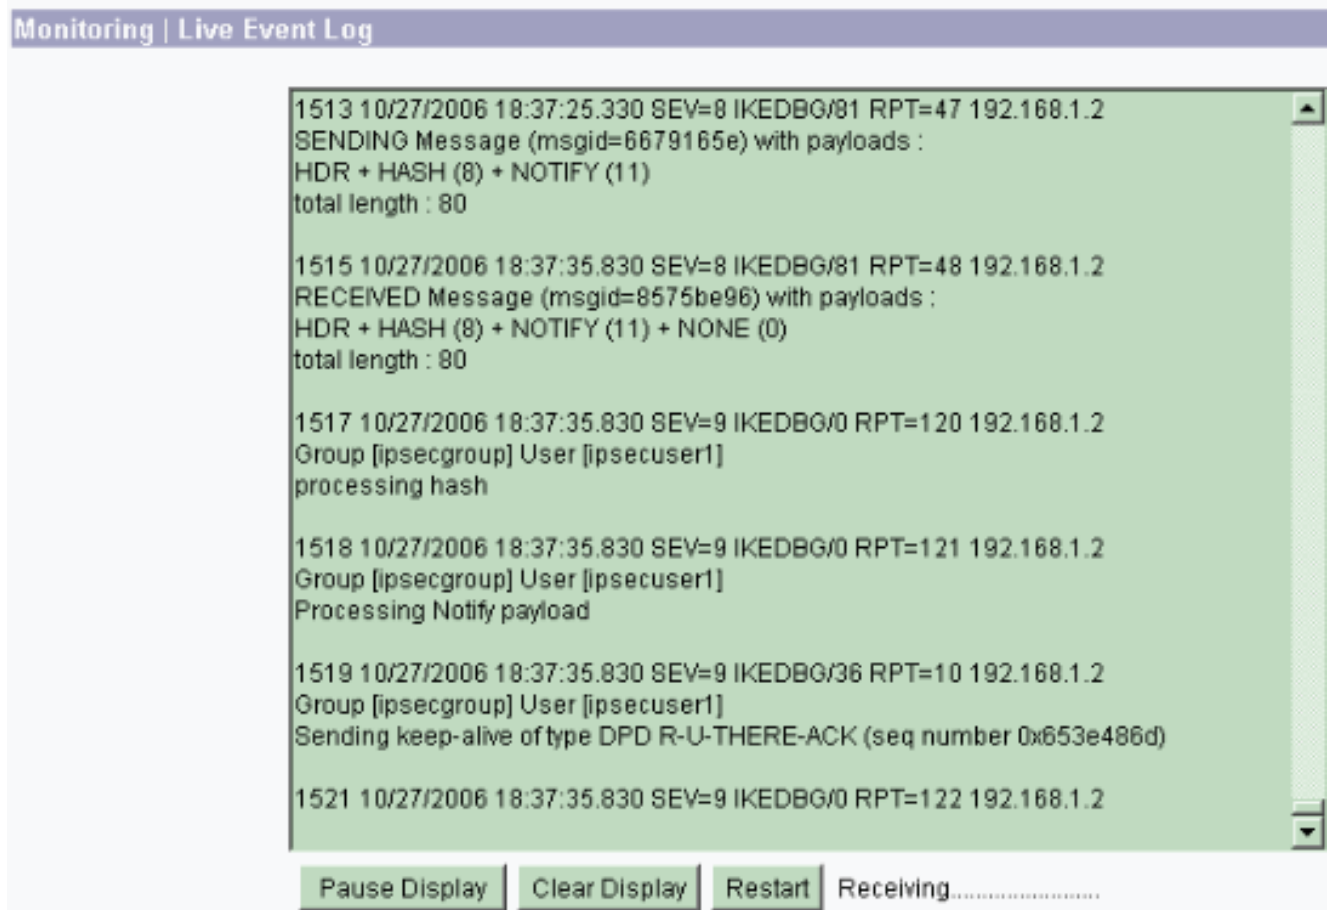 Monitoring | Live Event Log
1513 10/27/2006 18:37:25.330 SEV=8 IKEDBG/81 RPT=47 192.168.1.2
SENDING Message (msgid=6679165e) with payloads :
HDR + HASH (8) + NOTIFY (11)
total length : 80
1515 10/27/2006 18:37:35.830 SEV=8 IKEDBG/81 RPT=48 192.168.1.2
RECEIVED Message (msgid=8575be96) with payloads :
HDR + HASH (8) + NOTIFY (11) + NONE (0)
total length : 80
1517 10/27/2006 18:37:35.830 SEV=9 IKEDBG/0 RPT=120 192.168.1.2
Group [ipsecgroup] User [ipsecuser1]
processing hash
1518 10/27/2006 18:37:35.830 SEV=9 IKEDBG/0 RPT=121 192.168.1.2
Group [ipsecgroup] User [ipsecuser1]
Processing Notify payload
1519 10/27/2006 18:37:35.830 SEV=9 IKEDBG/36 RPT=10 192.168.1.2
Group [ipsecgroup] User [ipsecuser1]
Sending keep-alive of type DPD R-U-THERE-ACK (seq number 0x653e486d)
1521 10/27/2006 18:37:35.830 SEV=9 IKEDBG/0 RPT=122 192.168.1.2
Pause Display Clear Display Restart Receiving.........................